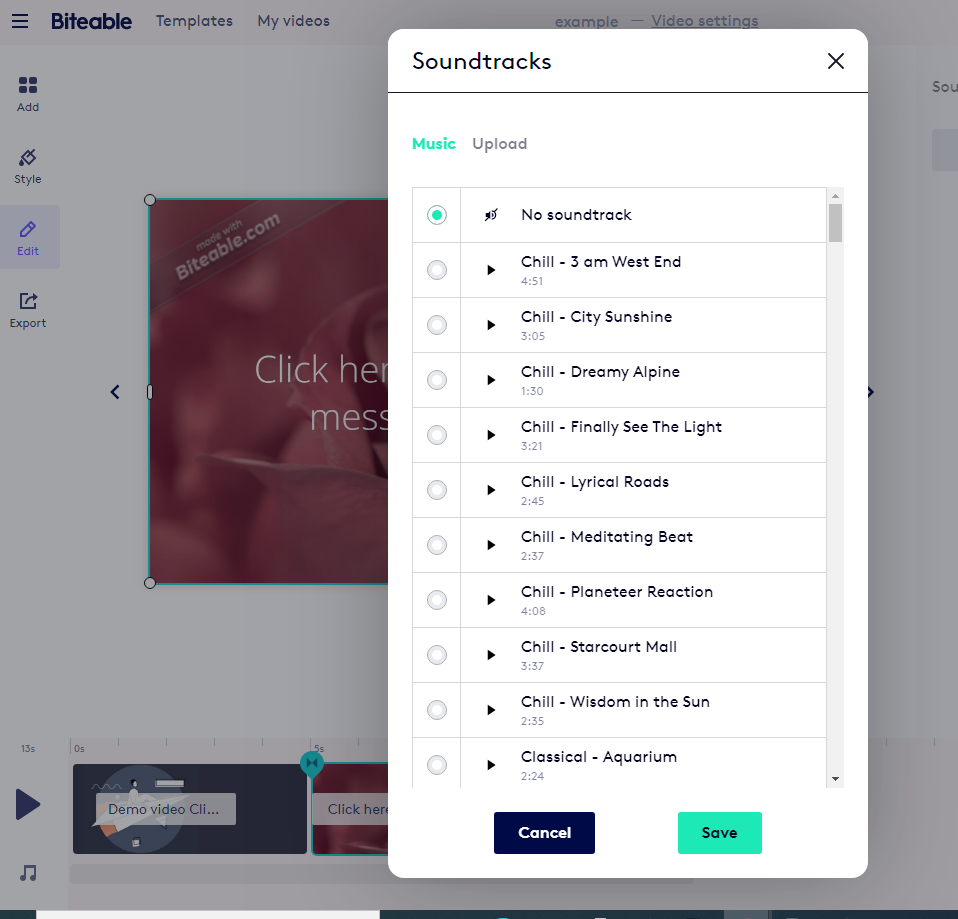 Biteable Templates My videos example — Video settings
Soundtracks
Sou
Add
Music Upload
Style
No soundtrack
made with
Biteable.com
Edit
Chill - 3 am West End
4:51
Chill - City Sunshine
3:05
Export
Click her
mess
Chill - Dreamy Alpine
1:30
Chill - Finally See The Light
3:21
Chill - Lyrical Roads
2:45
Chill - Meditating Beat
2:37
Chill - Planeteer Reaction
4:08
Chill - Starcourt Mall
3:37
Chill - Wisdom in the Sun
2:35
Classical - Aquarium
2:24
13s 0s 5s
Demo video Cli... Click here
Cancel Save